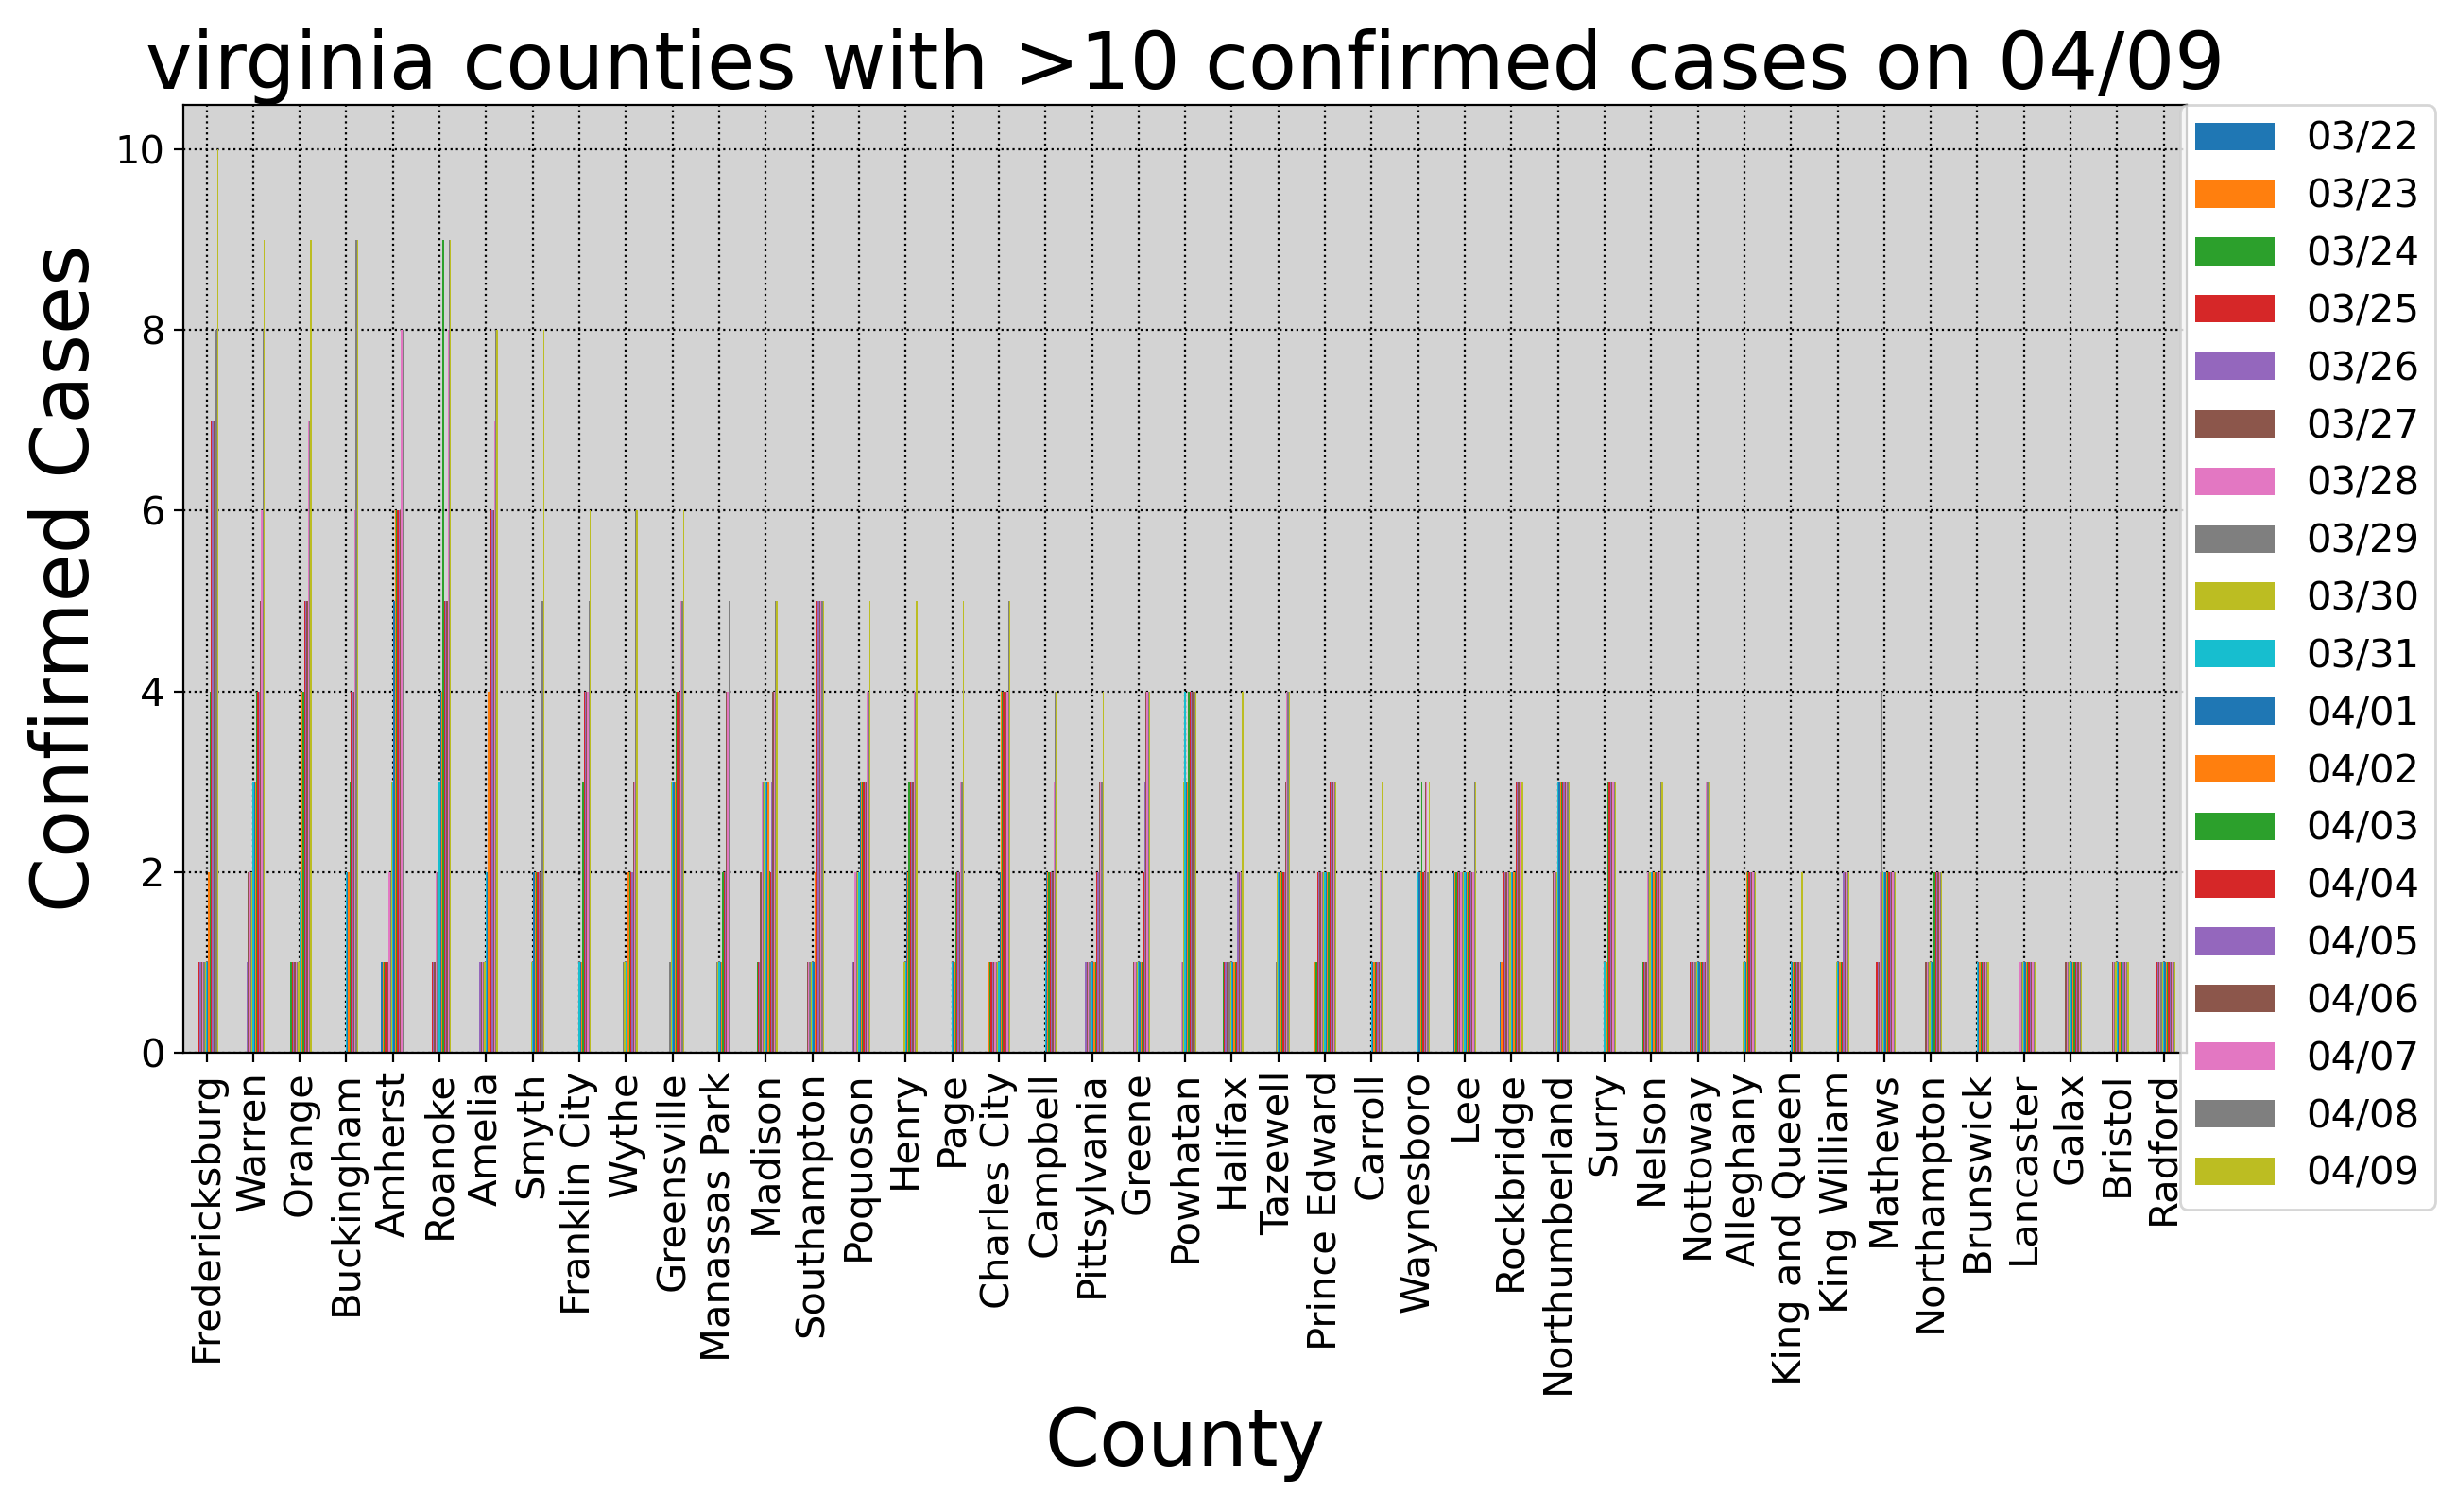 virginia counties with >10 confirmed cases on 04/09
Confirmed Cases
10
8
6
4
2
0
Fredericksburg
Warren
Orange
Buckingham
Amherst
Roanoke
Amelia
Smyth
Franklin City
Wythe
Greensville
Manassas Park
Madison
Southampton
Poquoson
Henry
Page
Charles City
Campbell
Pittsylvania
Greene
Powhatan
Halifax
Tazewell
Prince Edward
Carroll
Waynesboro
Lee
Rockbridge
Northumberland
Surry
Nelson
Nottoway
Alleghany
King and Queen
King William
Mathews
Northampton
Brunswick
Lancaster
Galax
Bristol
Radford
County
03/22
03/23
03/24
03/25
03/26
03/27
03/28
03/29
03/30
03/31
04/01
04/02
04/03
04/04
04/05
04/06
04/07
04/08
04/09